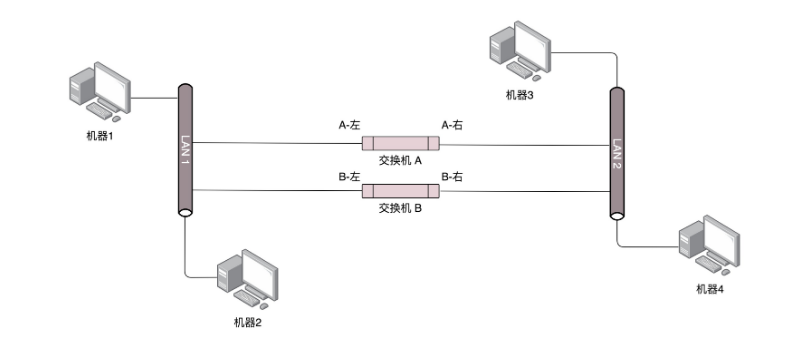 机器3
机器1
LAN 1
A-左
A-右
交换机 A
LAN 2
B-左
B-右
交换机 B
机器4
机器2